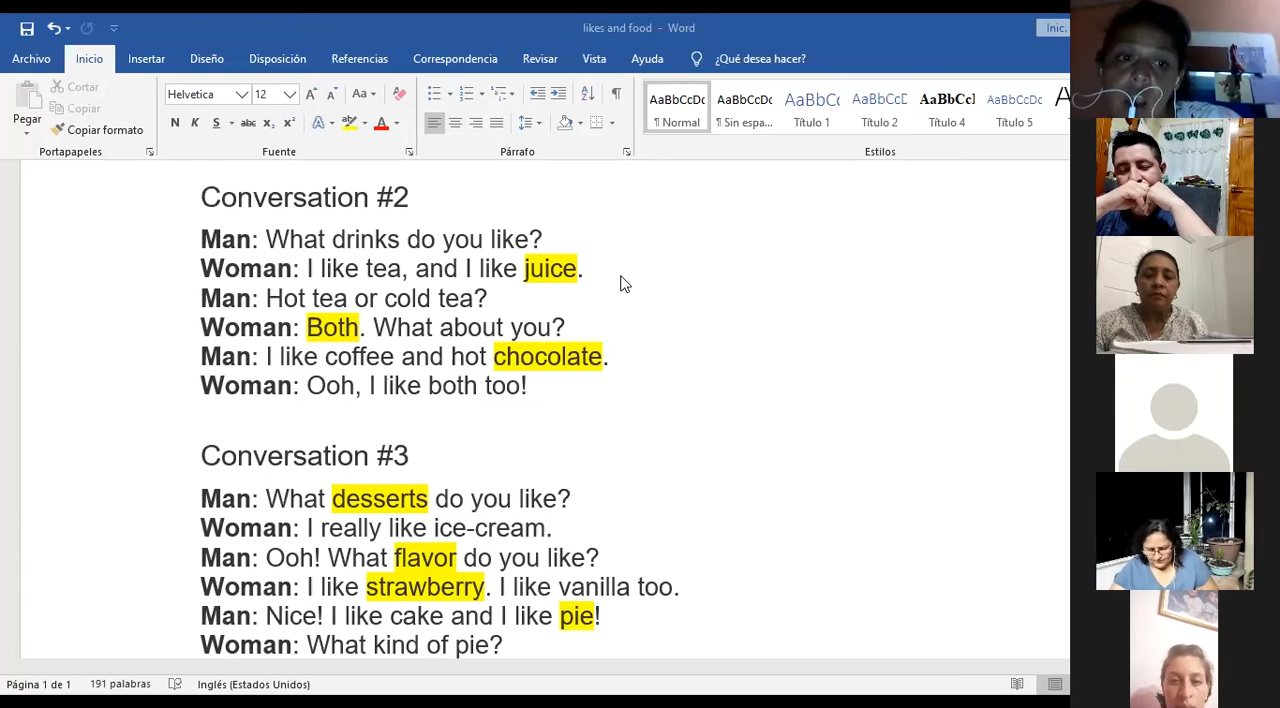 likes and food - Word
Inic.
Archivo Inicio Insertar Diseño Disposición Referencias Correspondencia Revisar Vista Ayuda ¿Qué desea hacer?
Pegar
Cortar
Copiar
Copiar formato
Portapapeles
Helvetica 12
N K S abc x₂ x²
Fuente
Párrafo
AaBbCcDc AaBbCcDc AaBbC AaBbCcD AaBbCcI AaBbCcDc
¶ Normal ¶ Sin espa... Título 1 Título 2 Título 4 Título 5
Estilos
Conversation #2
Man: What drinks do you like?
Woman: I like tea, and I like juice.
Man: Hot tea or cold tea?
Woman: Both. What about you?
Man: I like coffee and hot chocolate.
Woman: Ooh, I like both too!
Conversation #3
Man: What desserts do you like?
Woman: I really like ice-cream.
Man: Ooh! What flavor do you like?
Woman: I like strawberry. I like vanilla too.
Man: Nice! I like cake and I like pie!
Woman: What kind of pie?
Página 1 de 1 191 palabras Inglés (Estados Unidos)